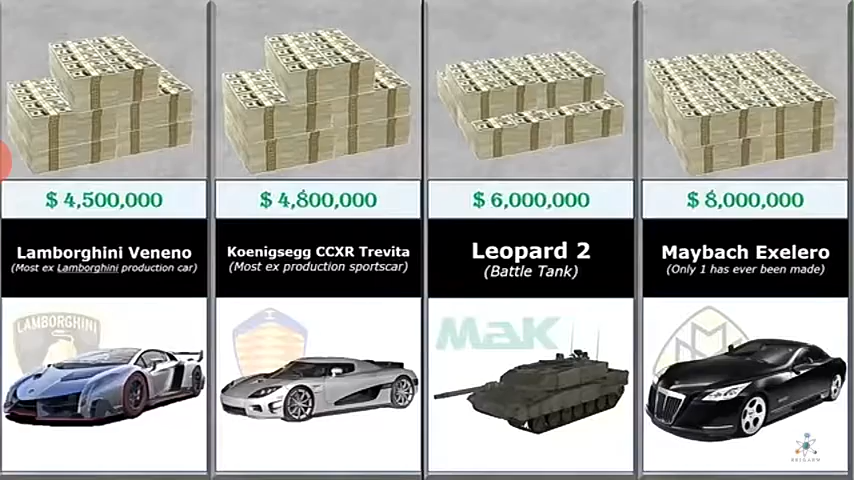 $ 4,500,000
Lamborghini Veneno
(Most ex Lamborghini production car)
LAMBORGHINI
$ 4,800,000
Koenigsegg CCXR Trevita
(Most ex production sportscar)
$ 6,000,000
Leopard 2
(Battle Tank)
MaK
$ 8,000,000
Maybach Exelero
(Only 1 has ever been made)